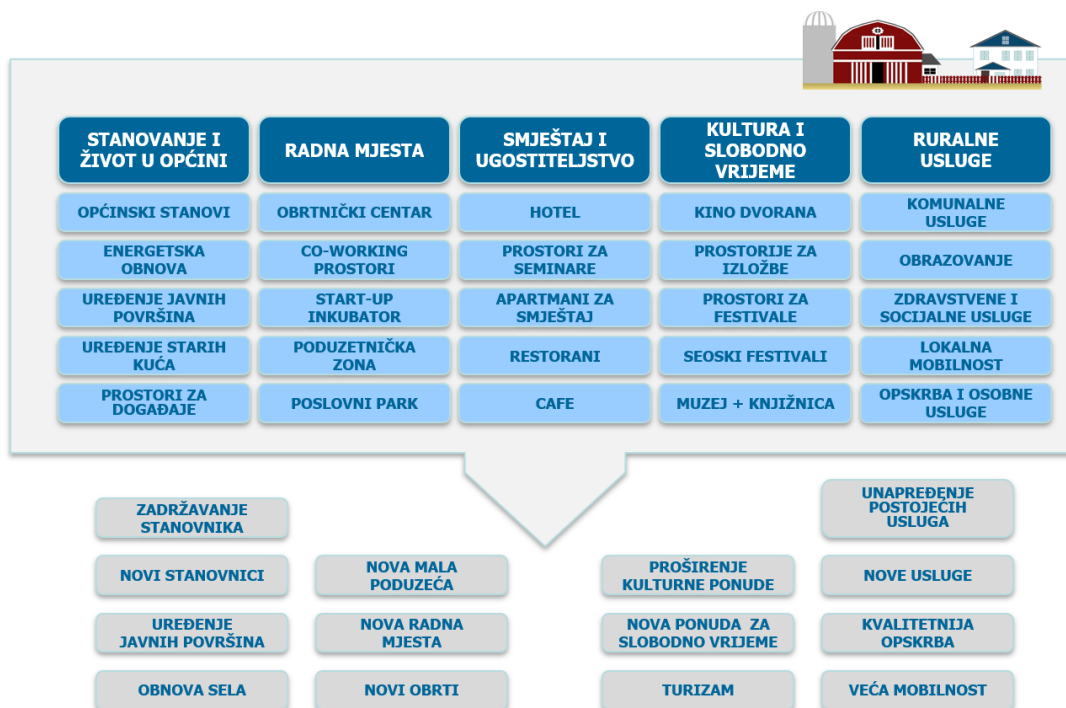 STANOVANJE I
ŽIVOT U OPĆINI
RADNA MJESTA
SMJEŠTAJ I
UGOSTITELJSTVO
KULTURA I
SLOBODNO
VRIJEME
RURALNE
USLUGE
OPĆINSKI STANOVI
OBRTNIČKI CENTAR
HOTEL
KINO DVORANA
KOMUNALNE
USLUGE
ENERGETSKA
OBNOVA
CO-WORKING
PROSTORI
PROSTORI ZA
SEMINARE
PROSTORIJE ZA
IZLOŽBE
OBRAZOVANJE
UREĐENJE JAVNIH
POVRŠINA
START-UP
INKUBATOR
APARTMANI ZA
SMJEŠTAJ
PROSTORI ZA
FESTIVALE
ZDRAVSTVENE I
SOCIJALNE USLUGE
UREĐENJE STARIH
KUĆA
PODUZETNIČKA
ZONA
RESTORANI
SEOSKI FESTIVALI
LOKALNA
MOBILNOST
PROSTORI ZA
DOGAĐAJE
POSLOVNI PARK
CAFE
MUZEJ + KNJIŽNICA
OPSKRBA I OSOBNE
USLUGE
ZADRŽAVANJE
STANOVNIKA
UNAPREĐENJE
POSTOJEĆIH
USLUGA
NOVI STANOVNICI
NOVA MALA
PODUZEĆA
PROŠIRENJE
KULTURNE PONUDE
NOVE USLUGE
UREĐENJE
JAVNIH POVRŠINA
NOVA RADNA
MJESTA
NOVA PONUDA ZA
SLOBODNO VRIJEME
KVALITETNIJA
OPSKRBA
OBNOVA SELA
NOVI OBRTI
TURIZAM
VEĆA MOBILNOST